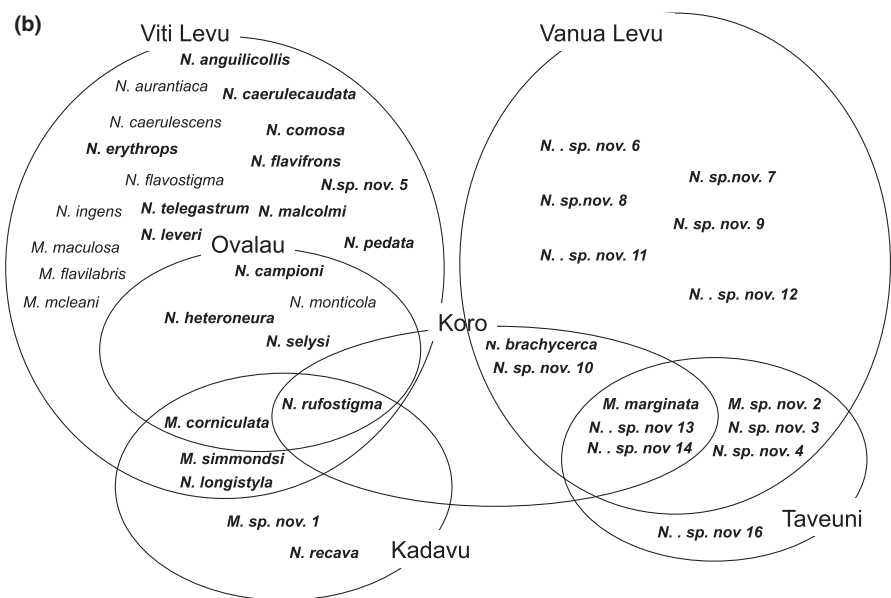 (b)
Viti Levu
N. anguilicollis
N. aurantiaca
N. caerulecaudata
N. caerulescens
N. comosa
N. erythrops
N. flavifrons
N. flavostigma
N.sp. nov. 5
N. ingens
N. telegastrum
N. malcolmi
N. leveri
M. maculosa
N. pedata
M. flavilabris
M. mcleani
Ovalau
N. campioni
N. monticola
N. heteroneura
N. selysi
Koro
N. rufostigma
M. corniculata
M. simmondsi
N. longistyla
M. sp. nov. 1
N. recava
Kadavu
Vanua Levu
N. . sp. nov. 6
N. sp.nov. 7
N. sp.nov. 8
N. sp. nov. 9
N. . sp. nov. 11
N. . sp. nov. 12
N. brachycerca
N. sp. nov. 10
M. marginata
N. . sp. nov 13
N. . sp. nov 14
M. sp. nov. 2
N. sp. nov. 3
N. sp. nov. 4
Taveuni
N. . sp. nov 16